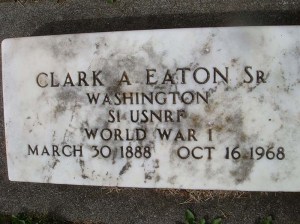 CLARK A EATON SR
WASHINGTON
S1 USNRF
WORLD WAR I
MARCH 30 1888 OCT 16 1968